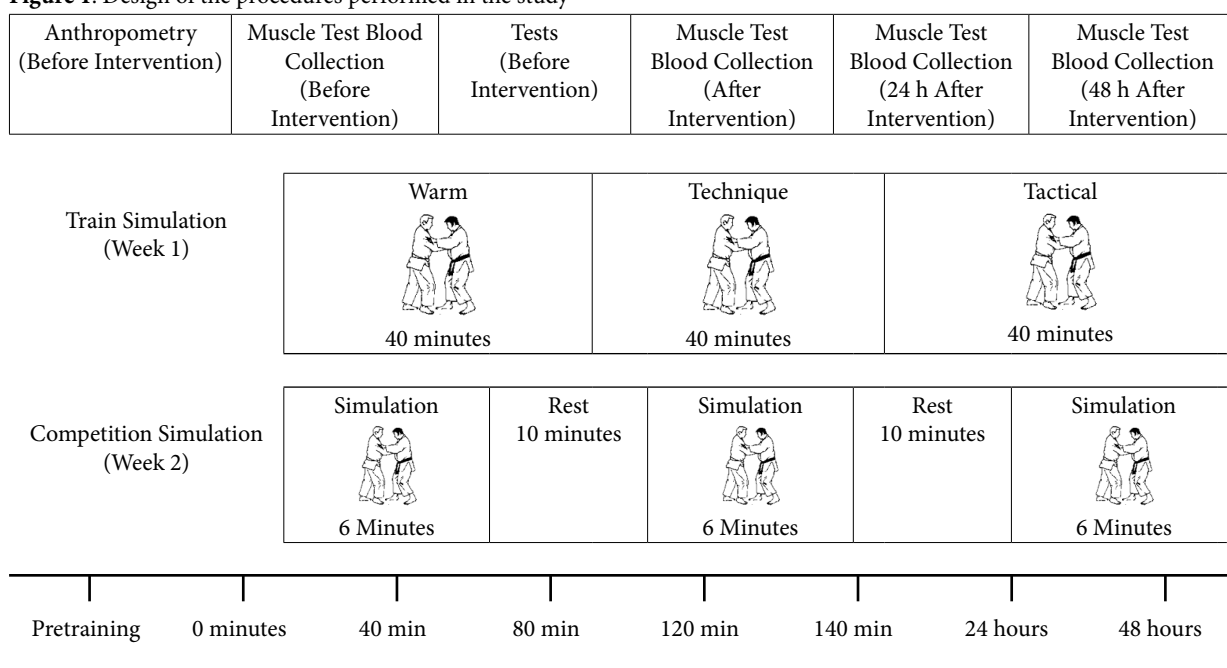 Figure 1. Design of the procedures performed in the study
Anthropometry
(Before Intervention)
Muscle Test Blood
Collection
(Before
Intervention)
Tests
(Before
Intervention)
Muscle Test
Blood Collection
(After
Intervention)
Muscle Test
Blood Collection
(24 h After
Intervention)
Muscle Test
Blood Collection
(48 h After
Intervention)
Train Simulation
(Week 1)
Warm
40 minutes
Technique
40 minutes
Tactical
40 minutes
Competition Simulation
(Week 2)
Simulation
6 Minutes
Rest
10 minutes
Simulation
6 Minutes
Rest
10 minutes
Simulation
6 Minutes
Pretraining
0 minutes
40 min
80 min
120 min
140 min
24 hours
48 hours